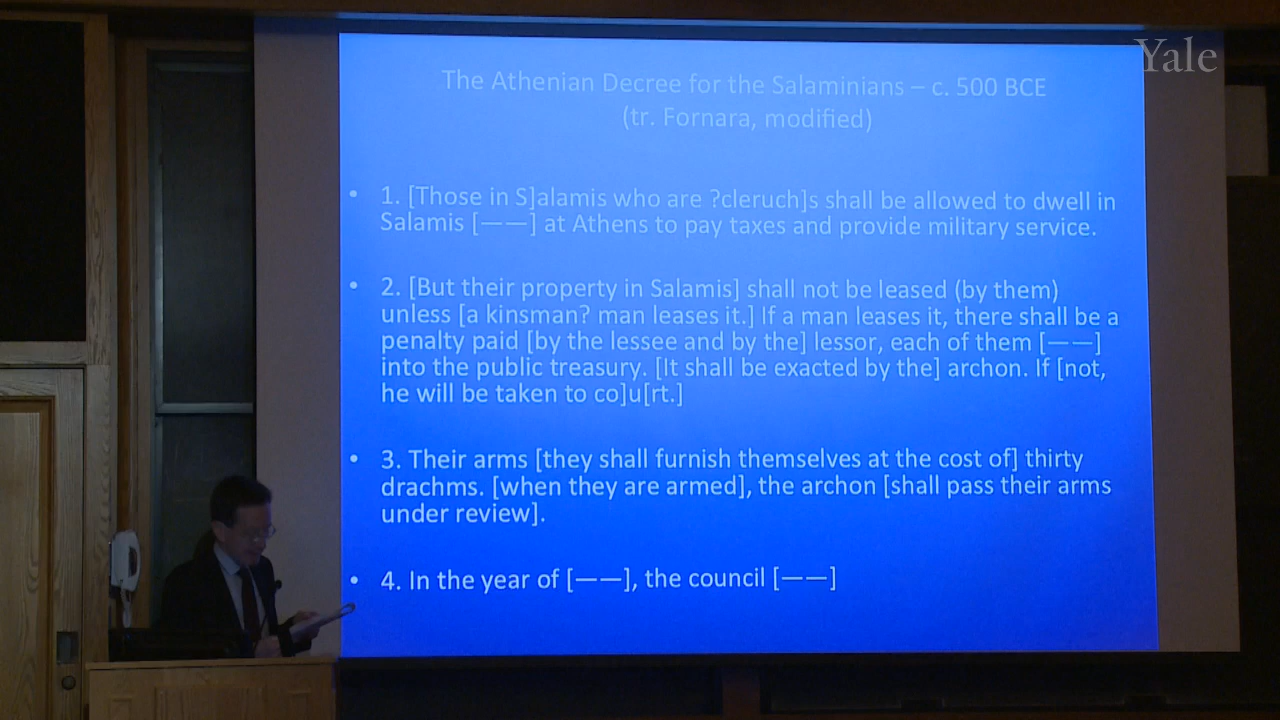 Yale
The Athenian Decree for the Salaminians – c. 500 BCE
(tr. Fornara, modified)
• 1. [Those in S]alamis who are ?cleruch]s shall be allowed to dwell in
Salamis [——] at Athens to pay taxes and provide military service.
• 2. [But their property in Salamis] shall not be leased (by them)
unless [a kinsman? man leases it.] If a man leases it, there shall be a
penalty paid [by the lessee and by the] lessor, each of them [——]
into the public treasury. [It shall be exacted by the] archon. If [not,
he will be taken to co]u[rt.]
• 3. Their arms [they shall furnish themselves at the cost of] thirty
drachms. [when they are armed], the archon [shall pass their arms
under review].
• 4. In the year of [——], the council [——]